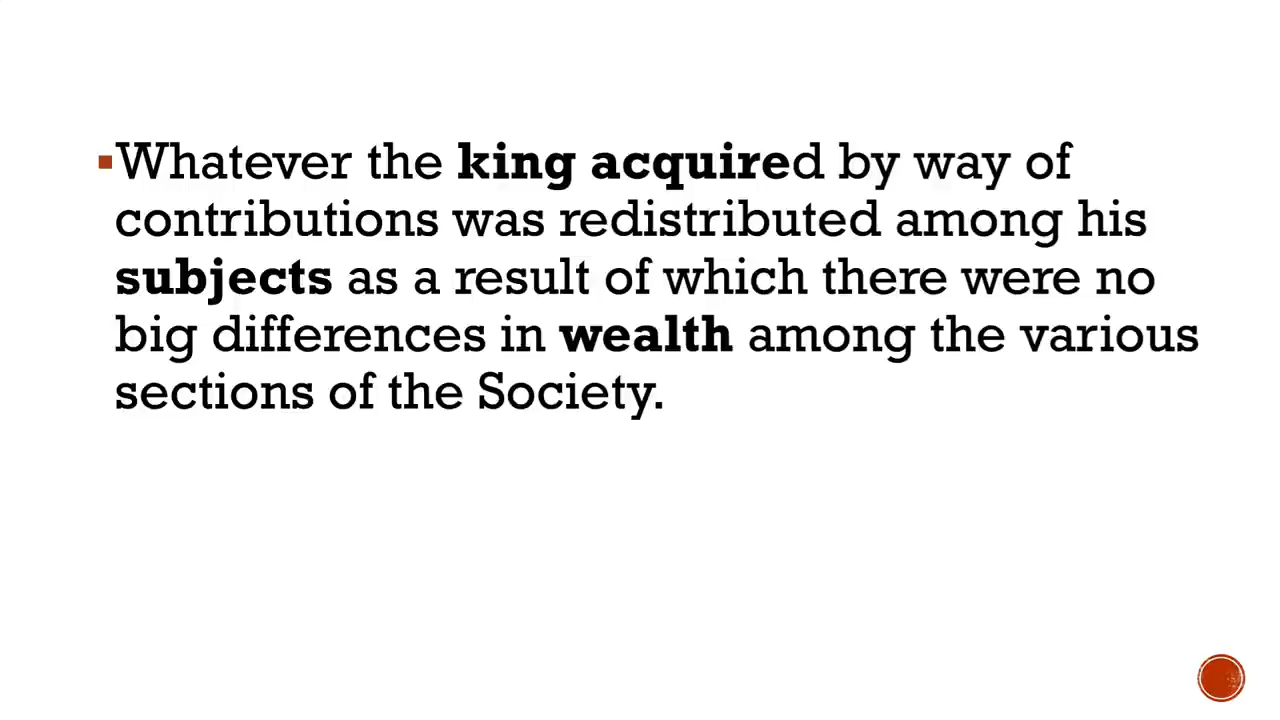 ▪Whatever the king acquired by way of
contributions was redistributed among his
subjects as a result of which there were no
big differences in wealth among the various
sections of the Society.